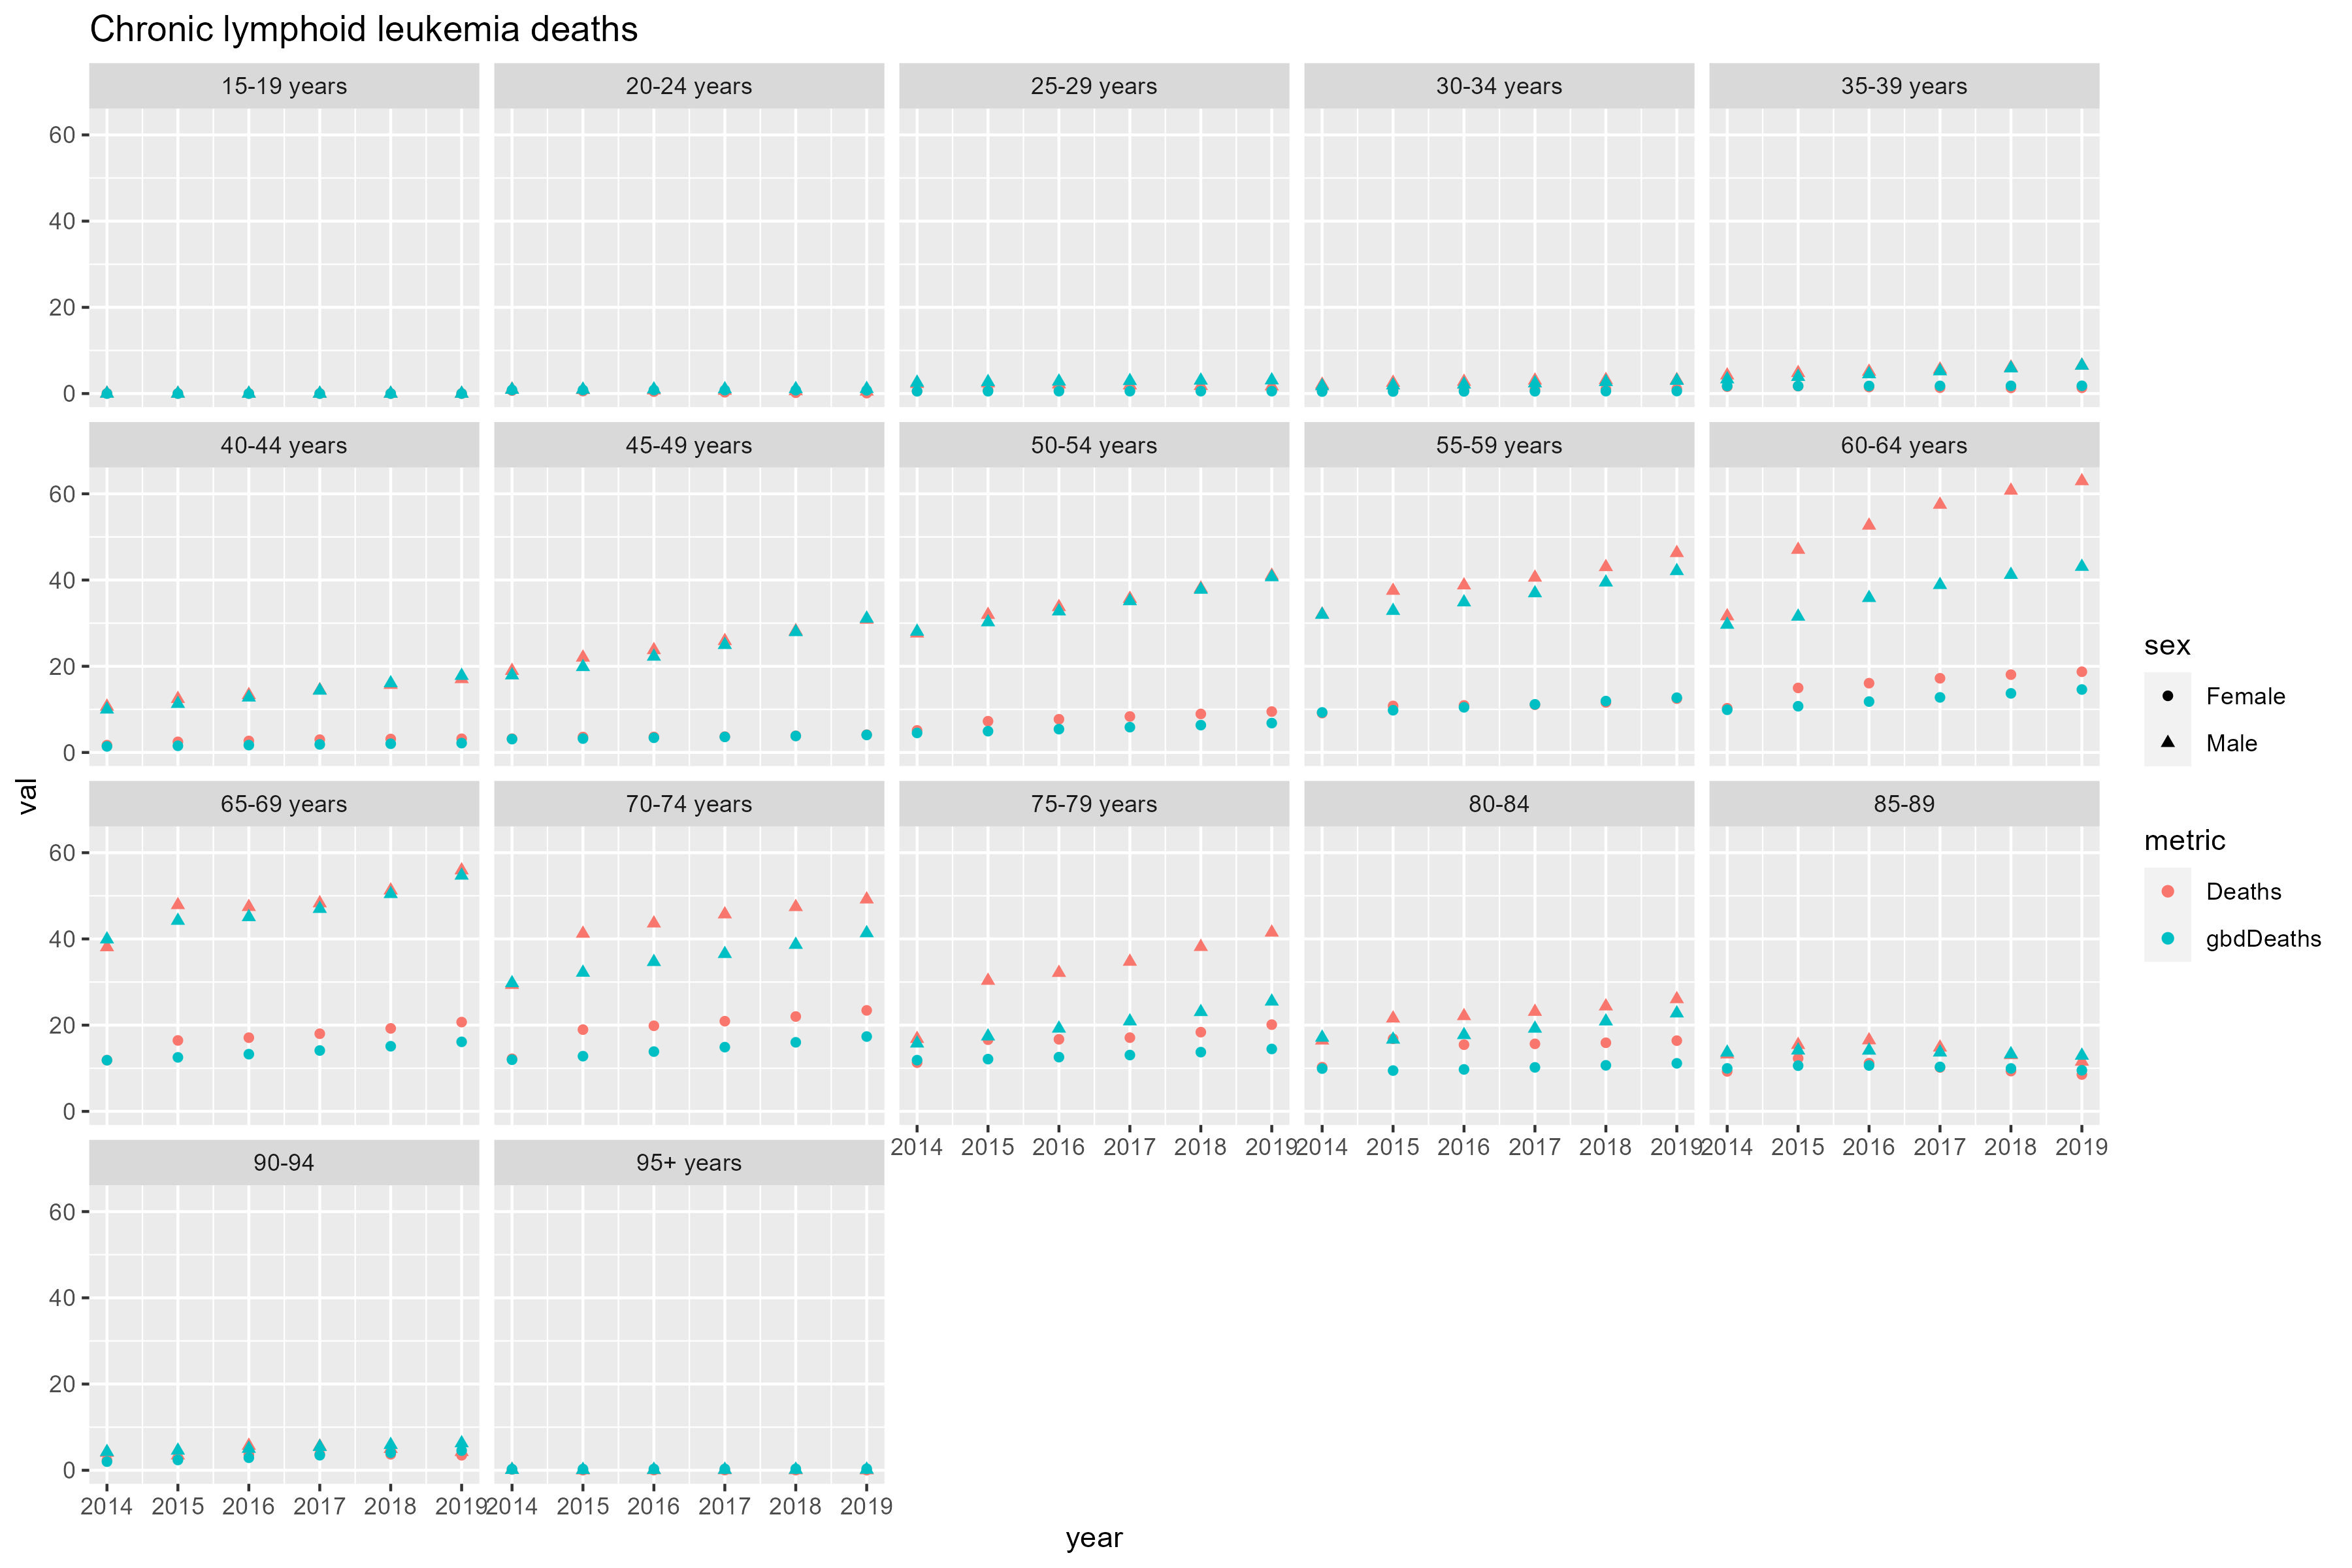 Chronic lymphoid leukemia deaths
15-19 years 20-24 years 25-29 years 30-34 years 35-39 years
60
40
20
0
40-44 years 45-49 years 50-54 years 55-59 years 60-64 years
60
40
20
0
65-69 years 70-74 years 75-79 years 80-84 85-89
60
40
20
0
2014 2015 2016 2017 2018 2019 2014 2015 2016 2017 2018 2019 2014 2015 2016 2017 2018 2019
90-94 95+ years
60
40
20
0
2014 2015 2016 2017 2018 2019 2014 2015 2016 2017 2018 2019
year
val
sex
Female
Male
metric
Deaths
gbdDeaths